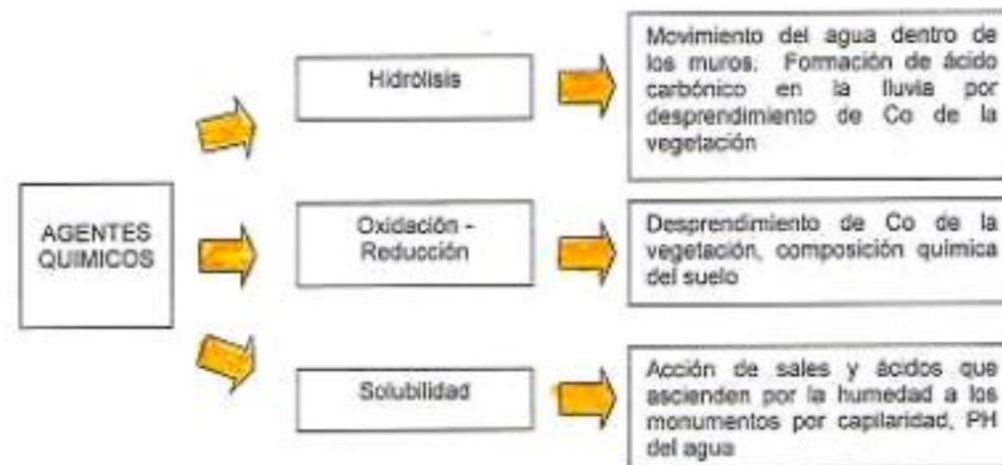 AGENTES
QUIMICOS
Hidrólisis
Movimiento del agua dentro de
los muros. Formación de ácido
carbónico en la lluvia por
desprendimiento de Co de la
vegetación
Oxidación -
Reducción
Desprendimiento de Co de la
vegetación, composición química
del suelo
Solubilidad
Acción de sales y ácidos que
ascienden por la humedad a los
monumentos por capilaridad, PH
del agua